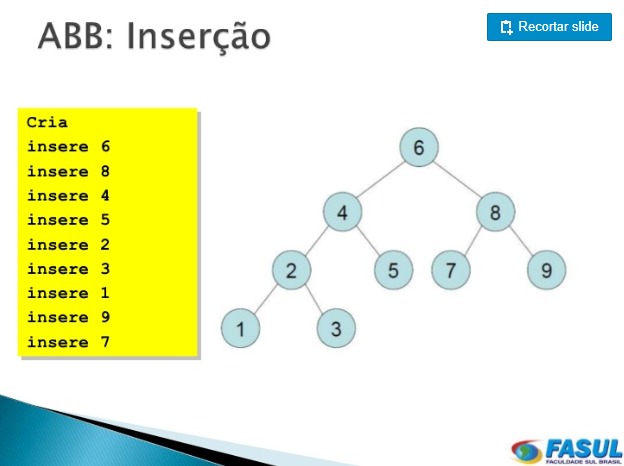 ABB: Inserção
Recortar slide
Cria
insere 6
insere 8
insere 4
insere 5
insere 2
insere 3
insere 1
insere 9
insere 7
6
4
8
2
5
7
9
1
3
FASUL
FACULDADE SUL BRASIL